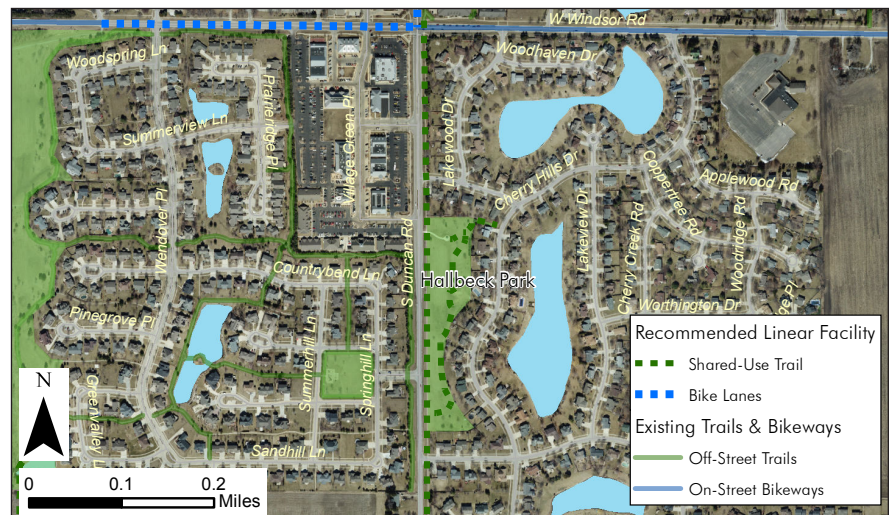 W Windsor Rd
Woodspring Ln
Woodhaven Dr
Prairieridge Pl
Village Green Pl
Lakewood Dr
Summerview Ln
Cherry Hills Dr
Coppertree Rd
Applewood Rd
Wendover Pl
S Duncan Rd
Lakeview Dr
Cherry Creek Rd
Woodridge Rd
Countrybend Ln
Hallbeck Park
Worthington Dr
ge Pl
Pinegrove Pl
Summerhill Ln
Springhill Ln
Greenvalley L
Sandhill Ln
Recommended Linear Facility
Shared-Use Trail
Bike Lanes
Existing Trails & Bikeways
Off-Street Trails
On-Street Bikeways
N
0 0.1 0.2
Miles